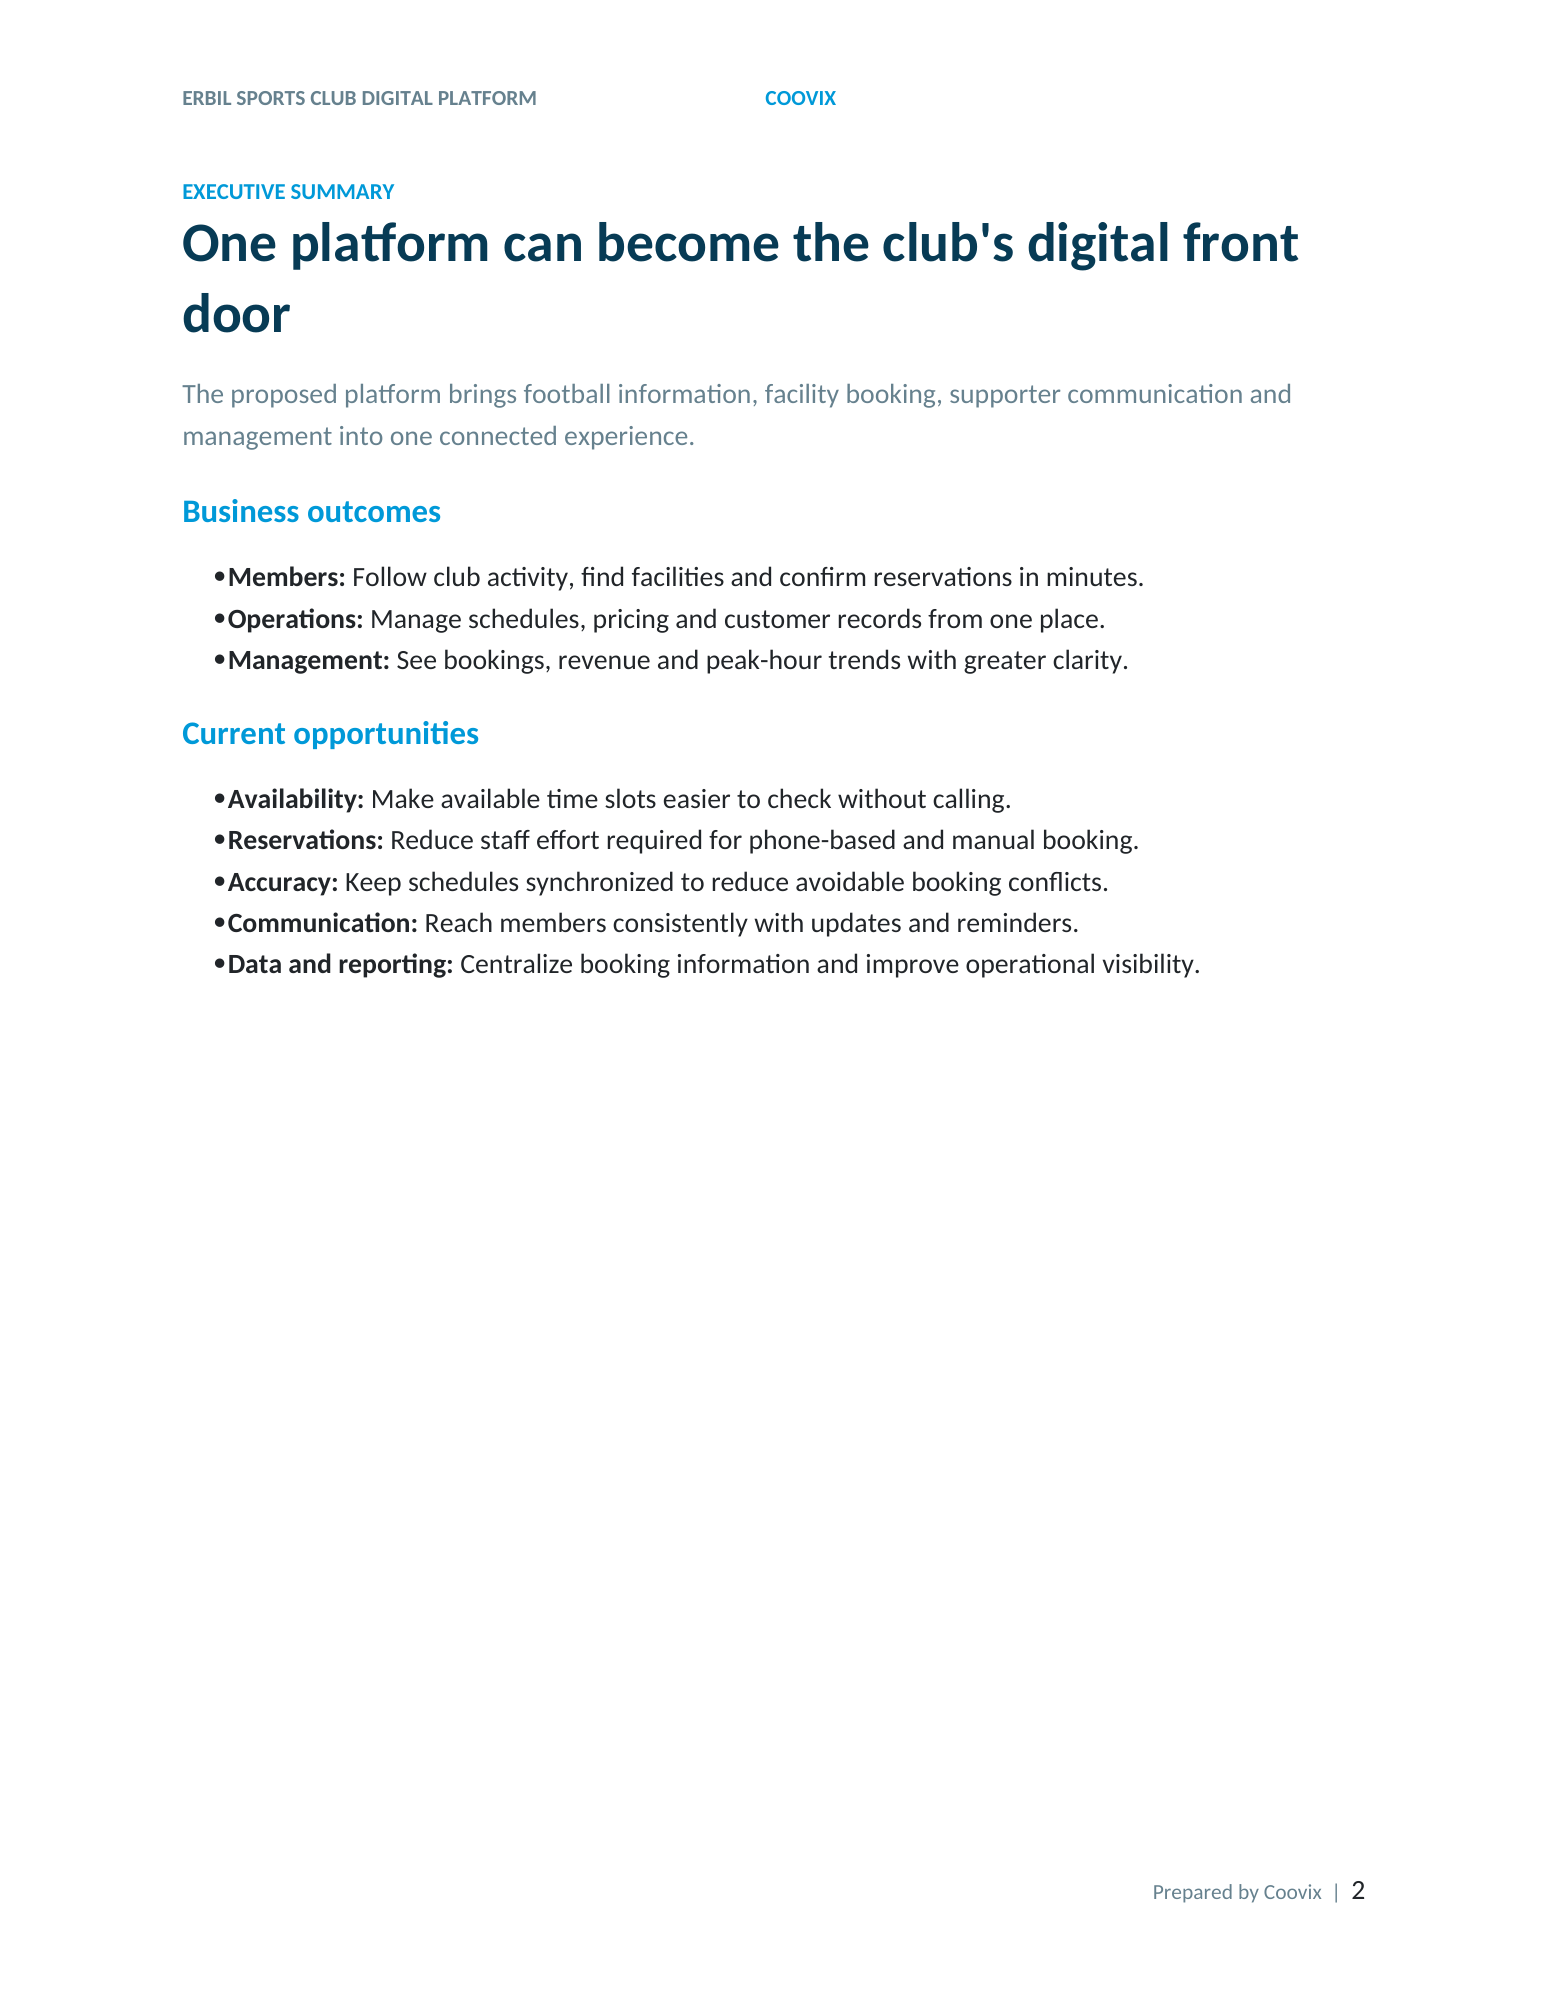 ERBIL SPORTS CLUB DIGITAL PLATFORM COOVIX
EXECUTIVE SUMMARY
One platform can become the club's digital front
door
The proposed platform brings football information, facility booking, supporter communication and
management into one connected experience.
Business outcomes
•Members: Follow club activity, find facilities and confirm reservations in minutes.
•Operations: Manage schedules, pricing and customer records from one place.
•Management: See bookings, revenue and peak-hour trends with greater clarity.
Current opportunities
•Availability: Make available time slots easier to check without calling.
•Reservations: Reduce staff effort required for phone-based and manual booking.
•Accuracy: Keep schedules synchronized to reduce avoidable booking conflicts.
•Communication: Reach members consistently with updates and reminders.
•Data and reporting: Centralize booking information and improve operational visibility.
Prepared by Coovix | 2